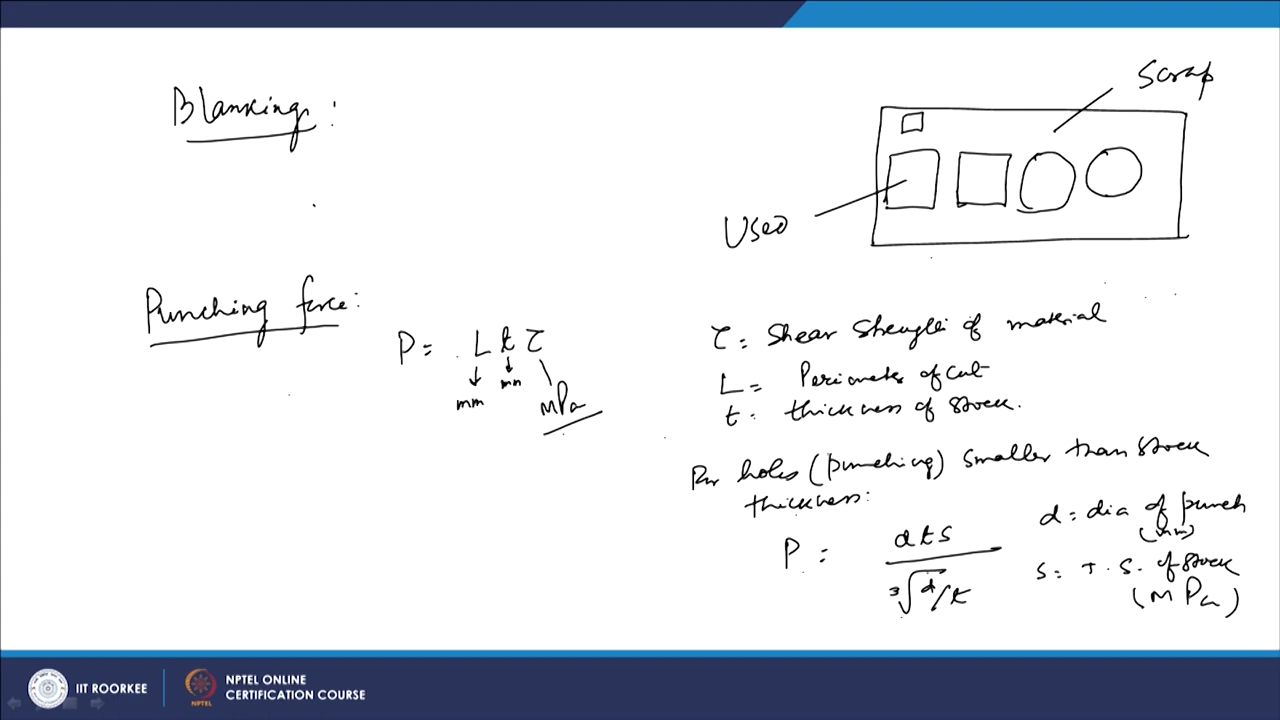 Blanking :
Scrap
Used
Punching force :
P = L t τ
mm
mm
MPa
τ = Shear Strength of material
L = Perimeter of cut
t = thickness of stock.
For holes (punching) smaller than stock
thickness:
P = dts / ∛d/t
d = dia of punch
(mm)
S = T.S. of stock
(MPa)
IIT ROORKEE
NPTEL ONLINE
CERTIFICATION COURSE
NPTEL